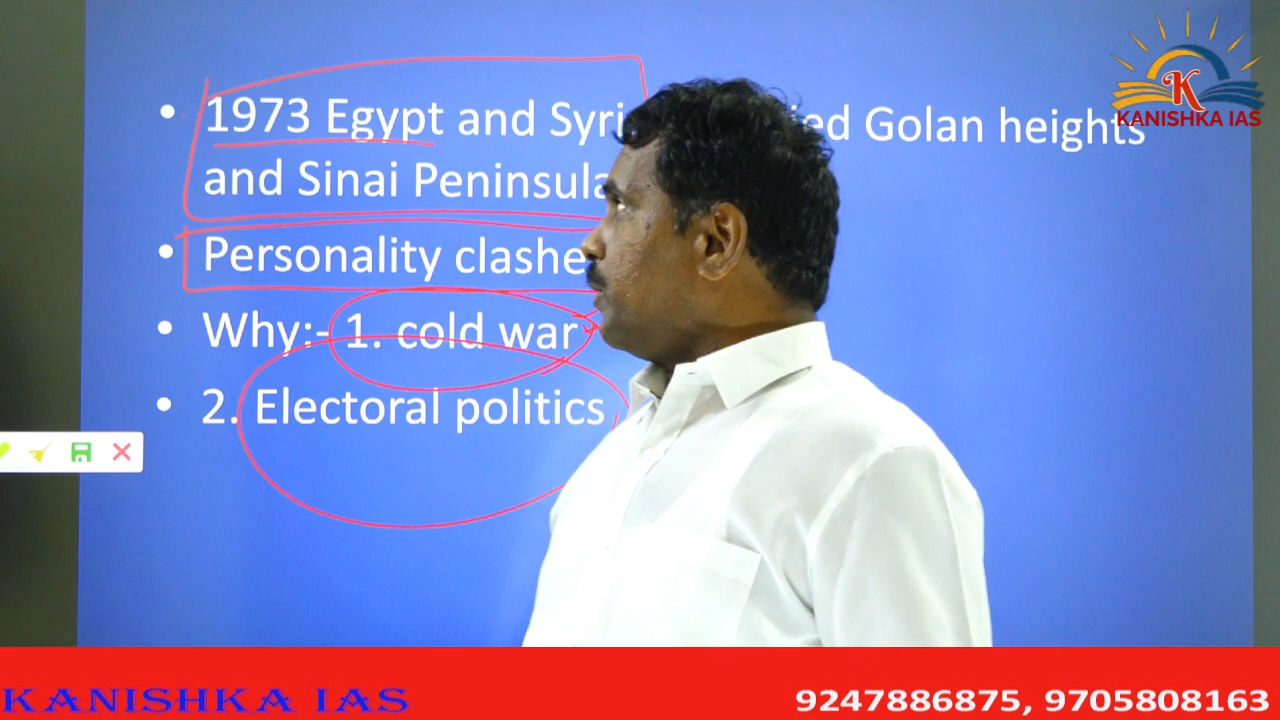 • 1973 Egypt and Syri ed Golan heights
and Sinai Peninsula
• Personality clashe
• Why:- 1. cold war
• 2. Electoral politics
K
KANISHKA IAS
KANISHKA IAS
9247886875, 9705808163